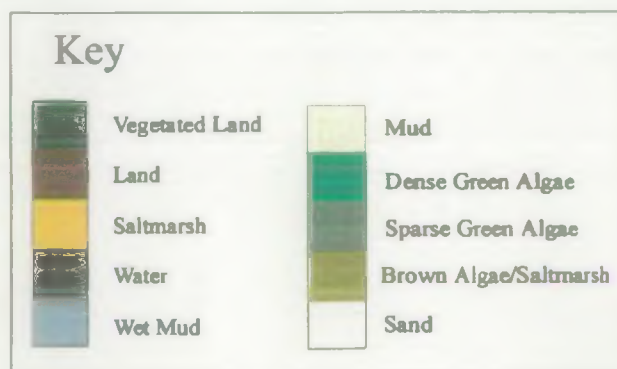 Key
Vegetated Land
Land
Saltmarsh
Water
Wet Mud
Mud
Dense Green Algae
Sparse Green Algae
Brown Algae/Saltmarsh
Sand